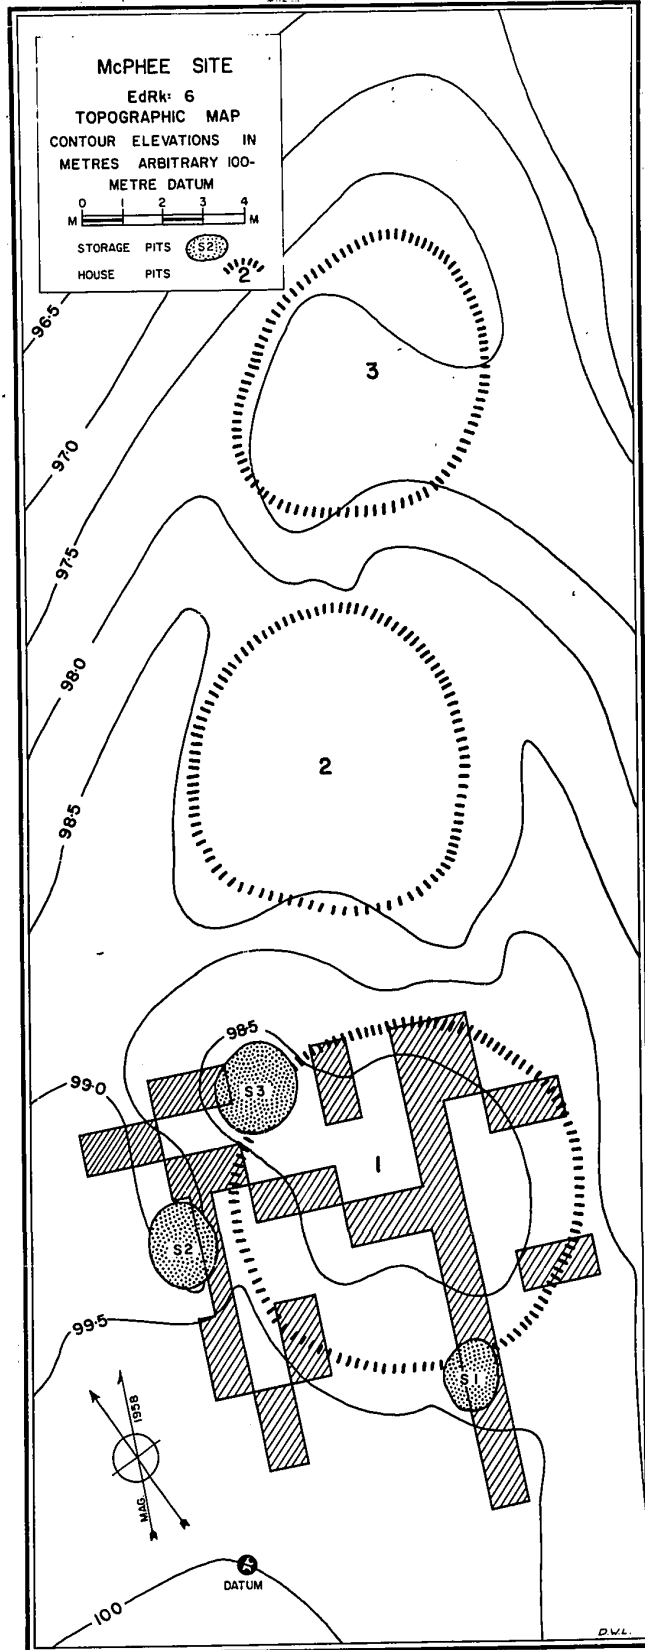 McPHEE SITE
EdRk: 6
TOPOGRAPHIC MAP
CONTOUR ELEVATIONS IN
METRES ARBITRARY 100-
METRE DATUM
0 1 2 3 4
M M
STORAGE PITS S2
HOUSE PITS 2
96·5
97·0
97·5
98·0
98·5
3
2
98·5
99·0
S3
1
S2
99·5
S1
1958
MAG.
DATUM
100
D.W.L.